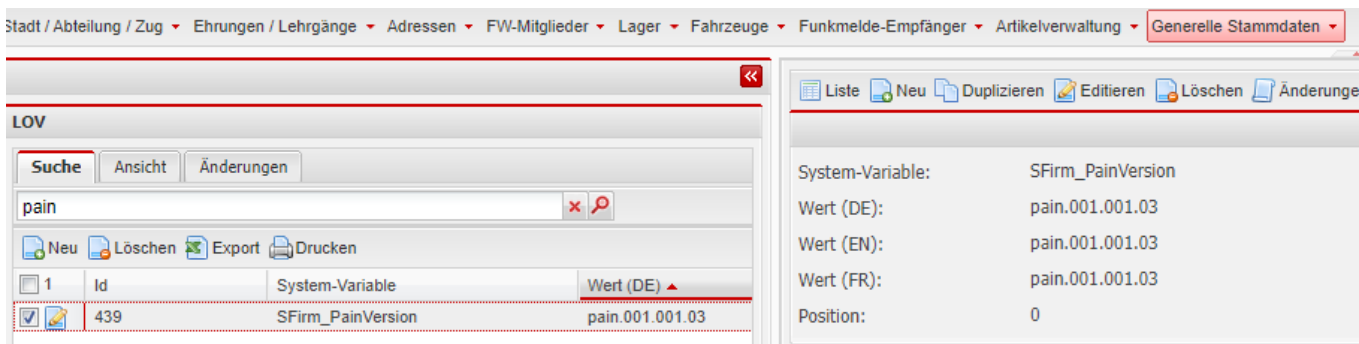 Stadt / Abteilung / Zug Ehrungen / Lehrgänge Adressen FW-Mitglieder Lager Fahrzeuge Funkmelde-Empfänger Artikelverwaltung Generelle Stammdaten
LOV
Suche Ansicht Änderungen
pain
Neu Löschen Export Drucken
1 Id System-Variable Wert (DE)
439 SFirm_PainVersion pain.001.001.03
Liste Neu Duplizieren Editieren Löschen Änderunge
System-Variable: SFirm_PainVersion
Wert (DE): pain.001.001.03
Wert (EN): pain.001.001.03
Wert (FR): pain.001.001.03
Position: 0